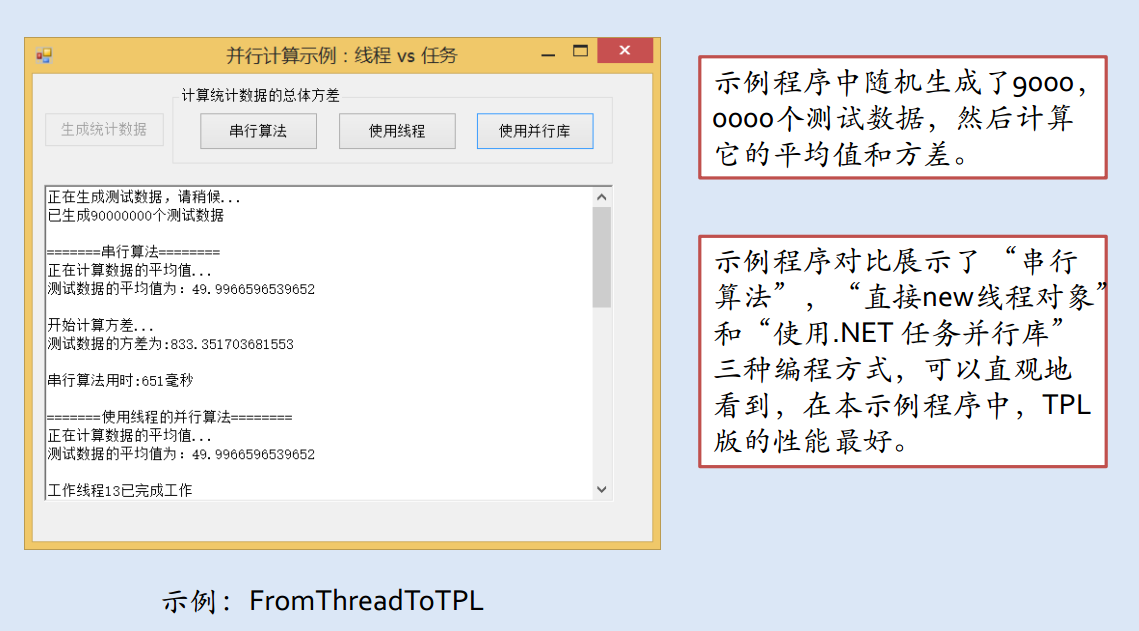 并行计算示例：线程 vs 任务
计算统计数据的总体方差
生成统计数据
串行算法
使用线程
使用并行库
正在生成测试数据，请稍候...
已生成90000000个测试数据
=======串行算法========
正在计算数据的平均值...
测试数据的平均值为：49.9966596539652
开始计算方差...
测试数据的方差为:833.351703681553
串行算法用时:651毫秒
=======使用线程的并行算法========
正在计算数据的平均值...
测试数据的平均值为：49.9966596539652
工作线程13已完成工作
示例程序中随机生成了9000，
0000个测试数据，然后计算
它的平均值和方差。
示例程序对比展示了 “串行
算法”，“直接new线程对象”
和“使用.NET 任务并行库”
三种编程方式，可以直观地
看到，在本示例程序中，TPL
版的性能最好。
示例：FromThreadToTPL